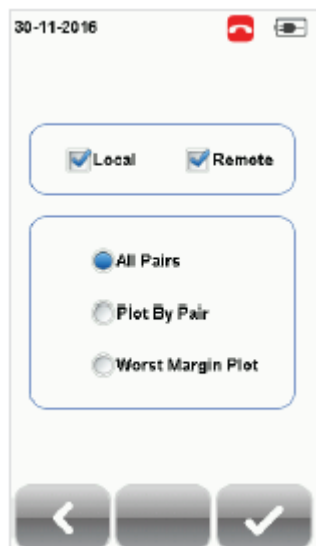 30-11-2016
Local Remote
All Pairs
Plot By Pair
Worst Margin Plot